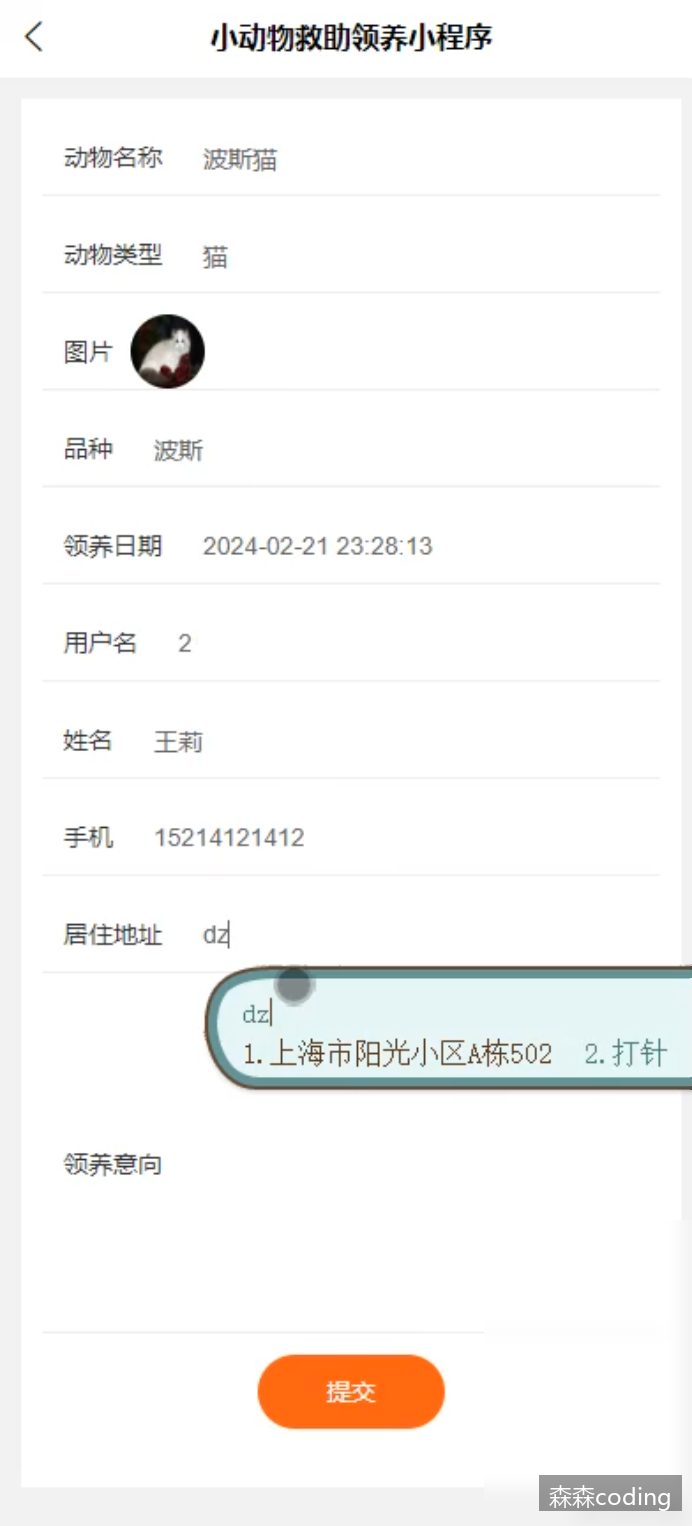 小动物救助领养小程序
动物名称 波斯猫
动物类型 猫
图片
品种 波斯
领养日期 2024-02-21 23:28:13
用户名 2
姓名 王莉
手机 15214121412
居住地址 dz
dz
1.上海市阳光小区A栋502 2.打针
领养意向
提交
森森coding